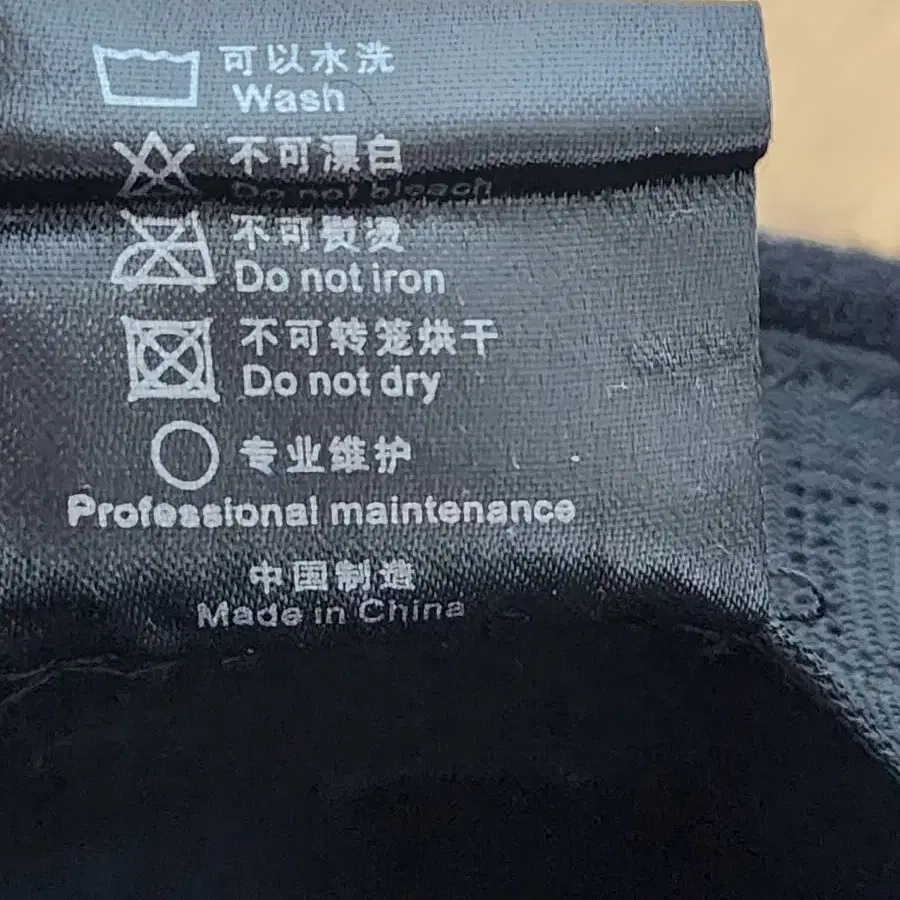 可以水洗
Wash
不可漂白
Do not bleach
不可熨烫
Do not iron
不可转笼烘干
Do not dry
专业维护
Professional maintenance
中国制造
Made in China